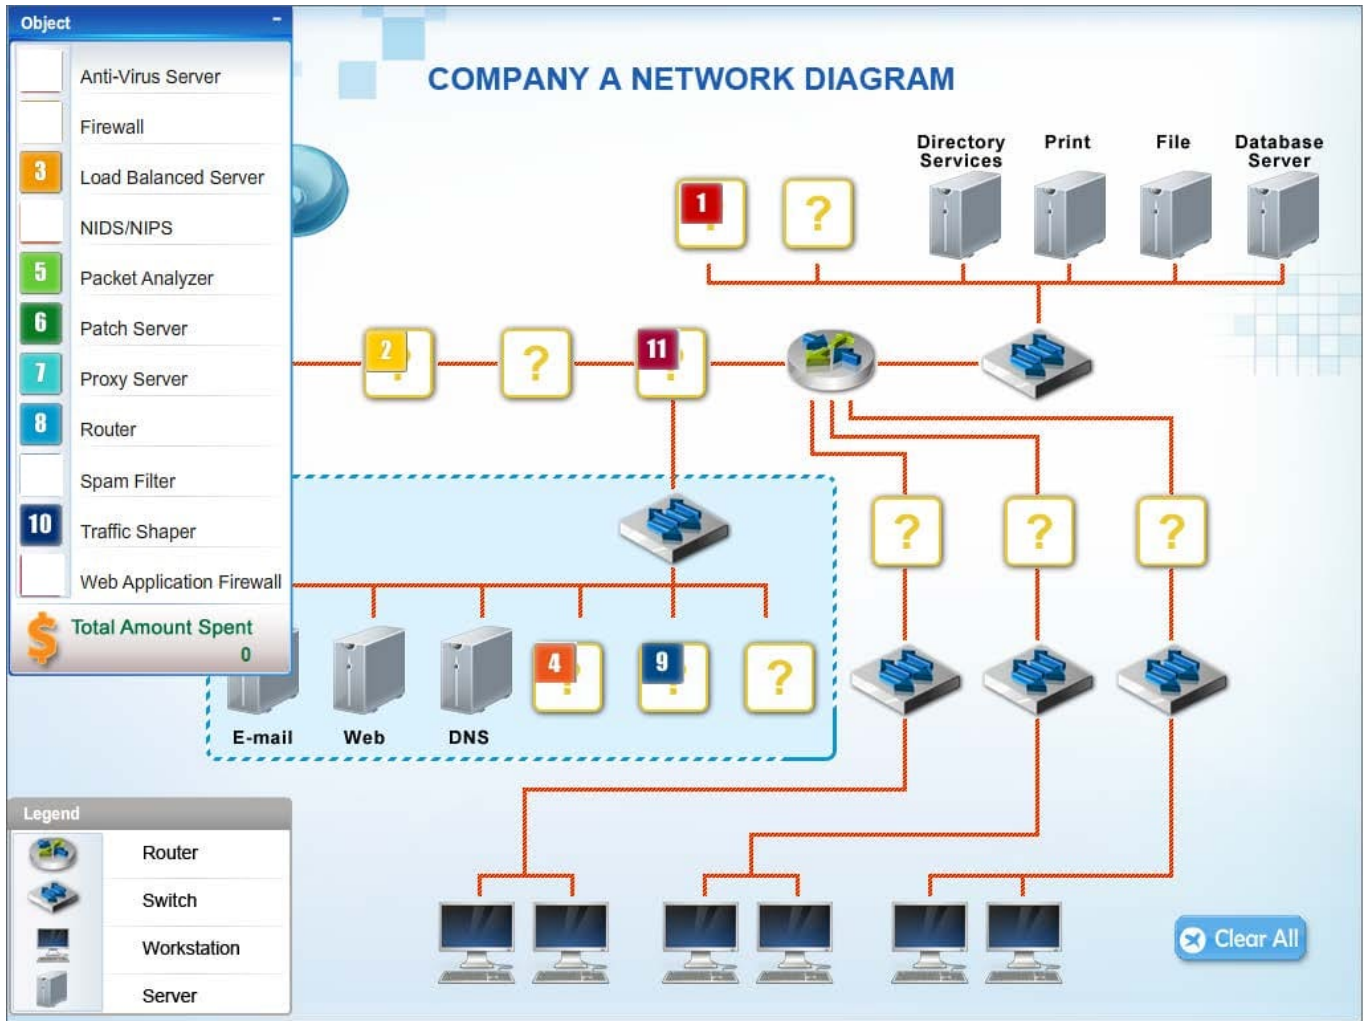 Object
-
Anti-Virus Server
Firewall
3 Load Balanced Server
NIDS/NIPS
5 Packet Analyzer
6 Patch Server
7 Proxy Server
8 Router
Spam Filter
10 Traffic Shaper
Web Application Firewall
$ Total Amount Spent
0
COMPANY A NETWORK DIAGRAM
Directory
Services
Print
File
Database
Server
1 ?
?
2 ?
?
11 ?
?
?
?
4 ?
9 ?
?
E-mail
Web
DNS
Legend
Router
Switch
Workstation
Server
Clear All